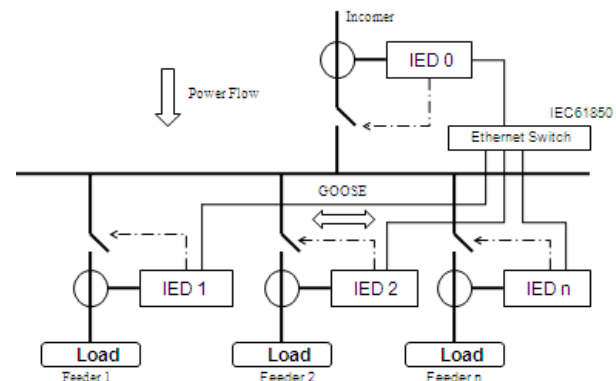 Incomer
IED 0
Power Flow
IEC61850
Ethernet Switch
GOOSE
IED 1
IED 2
IED n
Load
Load
Load
Feeder 1
Feeder 2
Feeder n